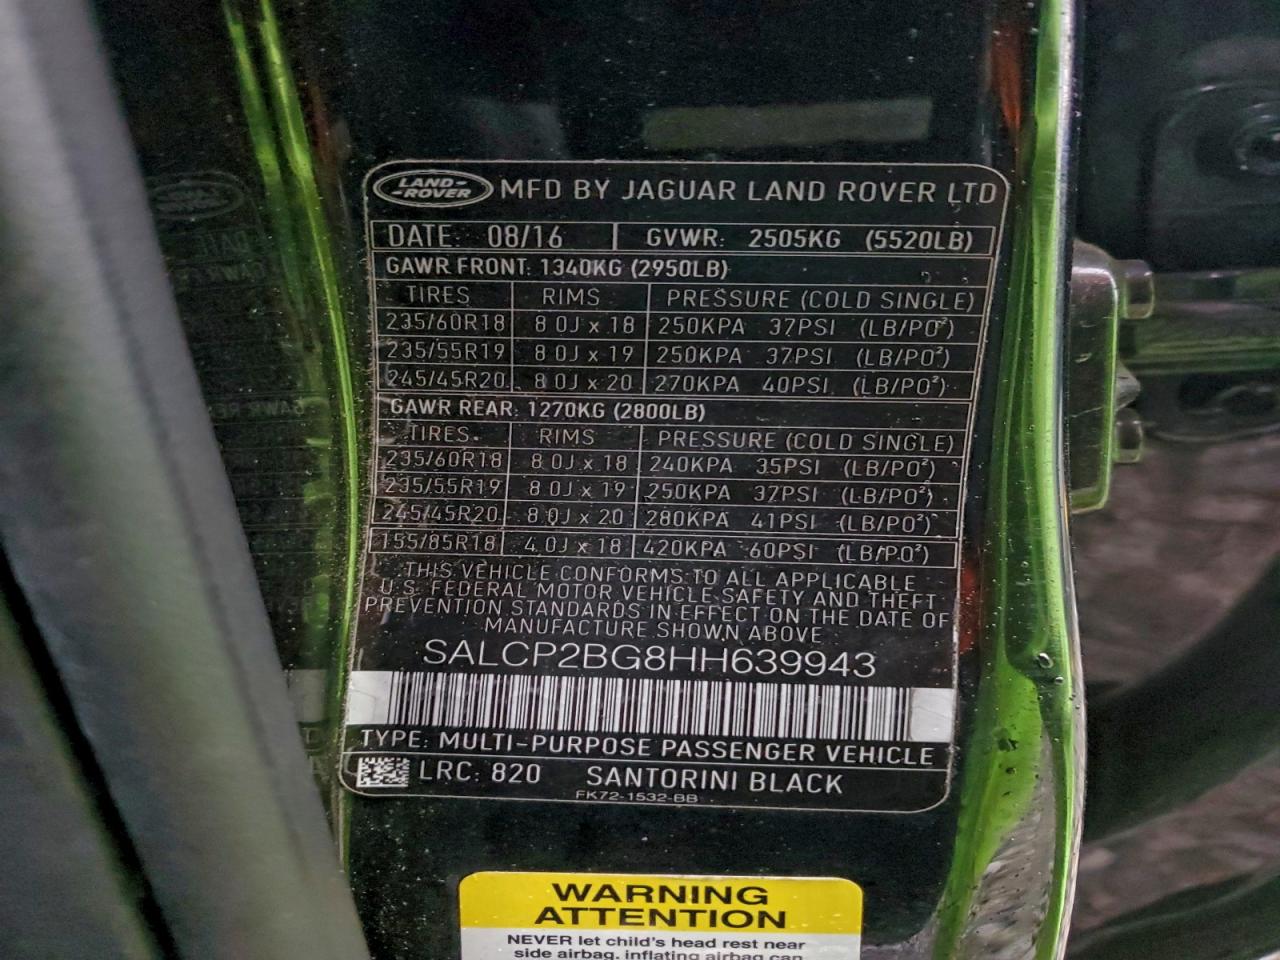 LAND-
-ROVER
MFD BY JAGUAR LAND ROVER LTD
DATE: 08/16 GVWR: 2505KG (5520LB)
GAWR FRONT: 1340KG (2950LB)
TIRES RIMS PRESSURE (COLD SINGLE)
235/60R18 8.0J x 18 250KPA 37PSI (LB/PO²)
235/55R19 8.0J x 19 250KPA 37PSI (LB/PO²)
245/45R20 8.0J x 20 270KPA 40PSI (LB/PO²)
GAWR REAR: 1270KG (2800LB)
TIRES RIMS PRESSURE (COLD SINGLE)
235/60R18 8.0J x 18 240KPA 35PSI (LB/PO²)
235/55R19 8.0J x 19 250KPA 37PSI (LB/PO²)
245/45R20 8.0J x 20 280KPA 41PSI (LB/PO²)
155/85R18 4.0J x 18 420KPA 60PSI (LB/PO²)
THIS VEHICLE CONFORMS TO ALL APPLICABLE
U.S. FEDERAL MOTOR VEHICLE SAFETY AND THEFT
PREVENTION STANDARDS IN EFFECT ON THE DATE OF
MANUFACTURE SHOWN ABOVE
SALCP2BG8HH639943
TYPE: MULTI-PURPOSE PASSENGER VEHICLE
LRC: 820 SANTORINI BLACK
FK72-1532-BB
WARNING
ATTENTION
NEVER let child's head rest near
side airbag, inflating airbag can